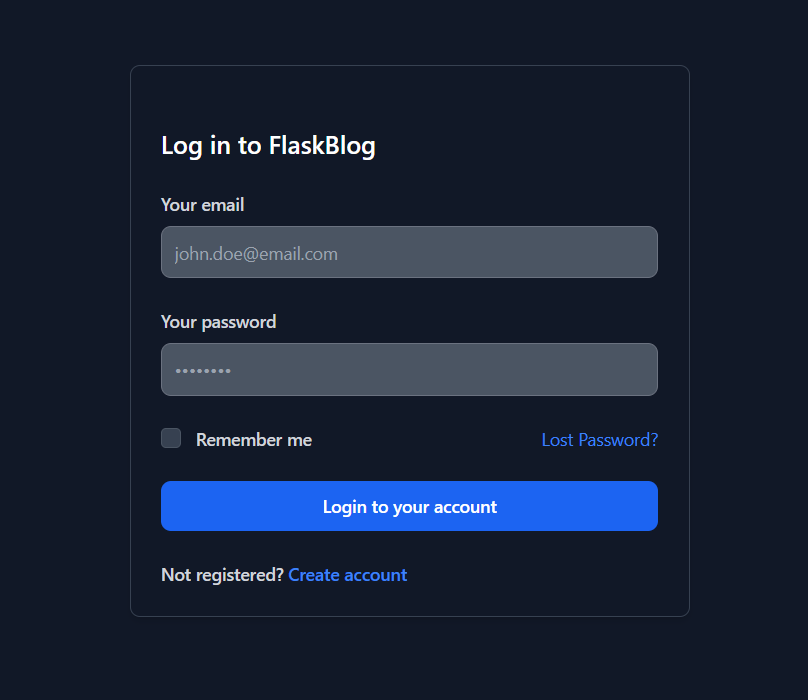 Log in to FlaskBlog
Your email
john.doe@email.com
Your password
••••••••
Remember me
Lost Password?
Login to your account
Not registered? Create account